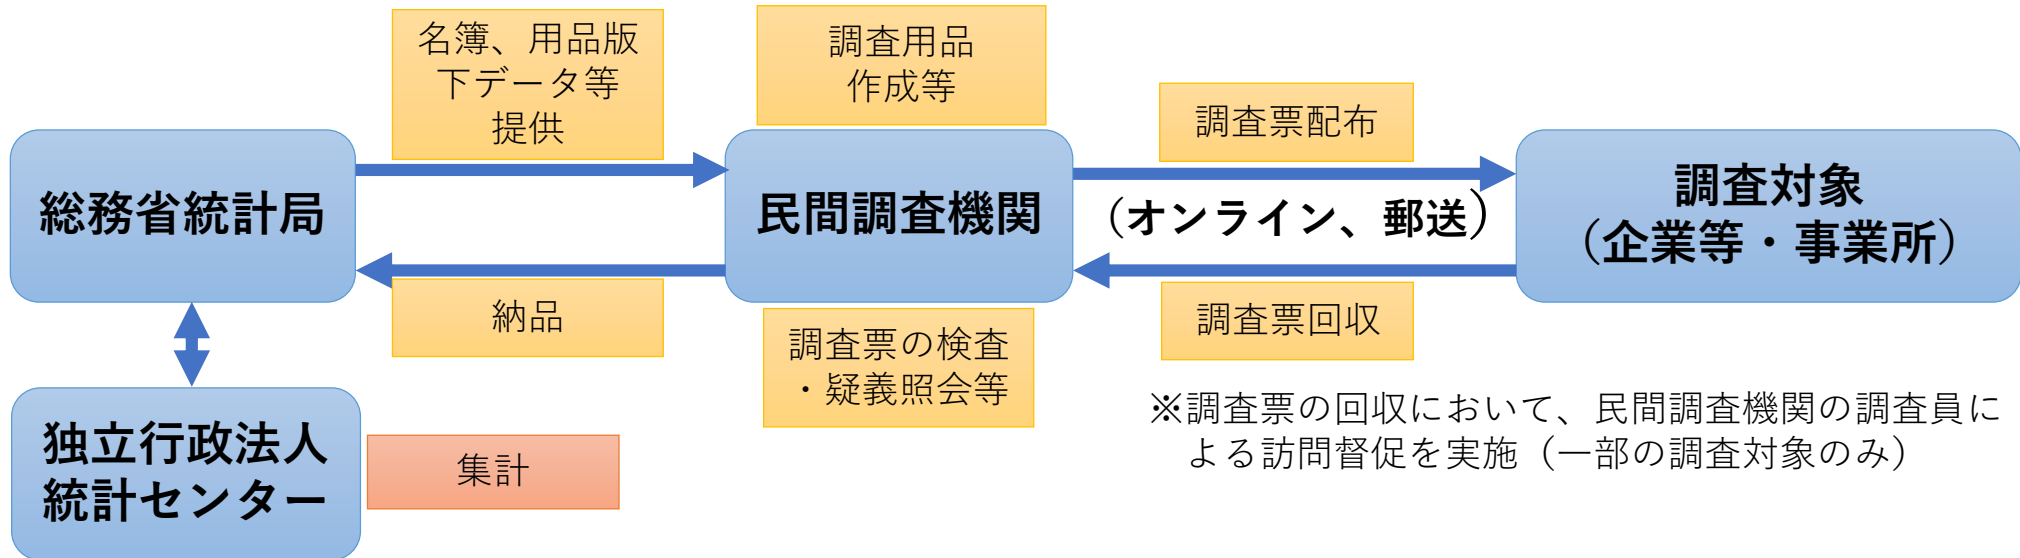 名簿、用品版
下データ等
提供
調査用品
作成等
調査票配布
総務省統計局
民間調査機関
（オンライン、郵送）
調査対象
（企業等・事業所）
納品
調査票の検査
・疑義照会等
調査票回収
※調査票の回収において、民間調査機関の調査員に
よる訪問督促を実施（一部の調査対象のみ）
独立行政法人
統計センター
集計